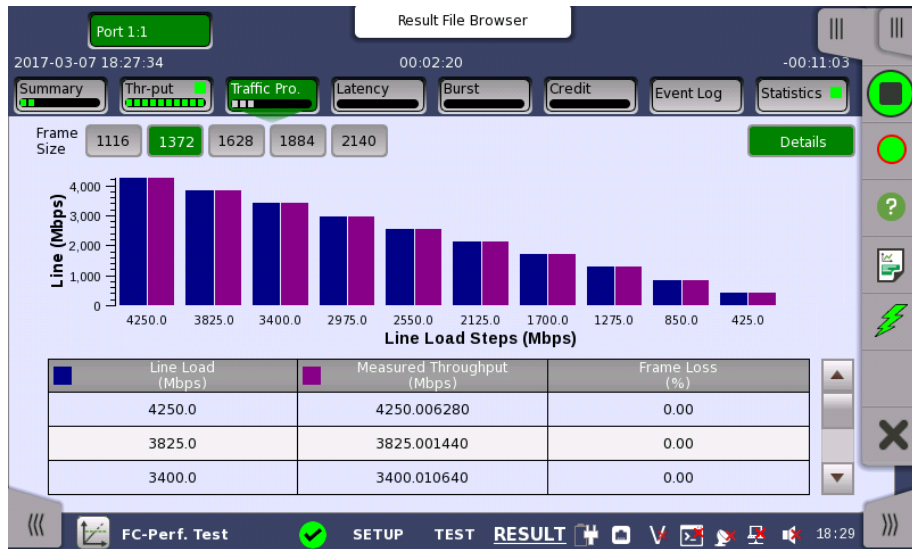 Port 1:1
Result File Browser
2017-03-07 18:27:34
00:02:20
-00:11:03
Summary
Thr-put
Traffic Pro.
Latency
Burst
Credit
Event Log
Statistics
Frame Size
1116
1372
1628
1884
2140
Details
Line (Mbps)
4,000
3,000
2,000
1,000
0
4250.0 3825.0 3400.0 2975.0 2550.0 2125.0 1700.0 1275.0 850.0 425.0
Line Load Steps (Mbps)
Line Load (Mbps)
Measured Throughput (Mbps)
Frame Loss (%)
4250.0 4250.006280 0.00
3825.0 3825.001440 0.00
3400.0 3400.010640 0.00
FC-Perf. Test
SETUP
TEST
RESULT
18:29